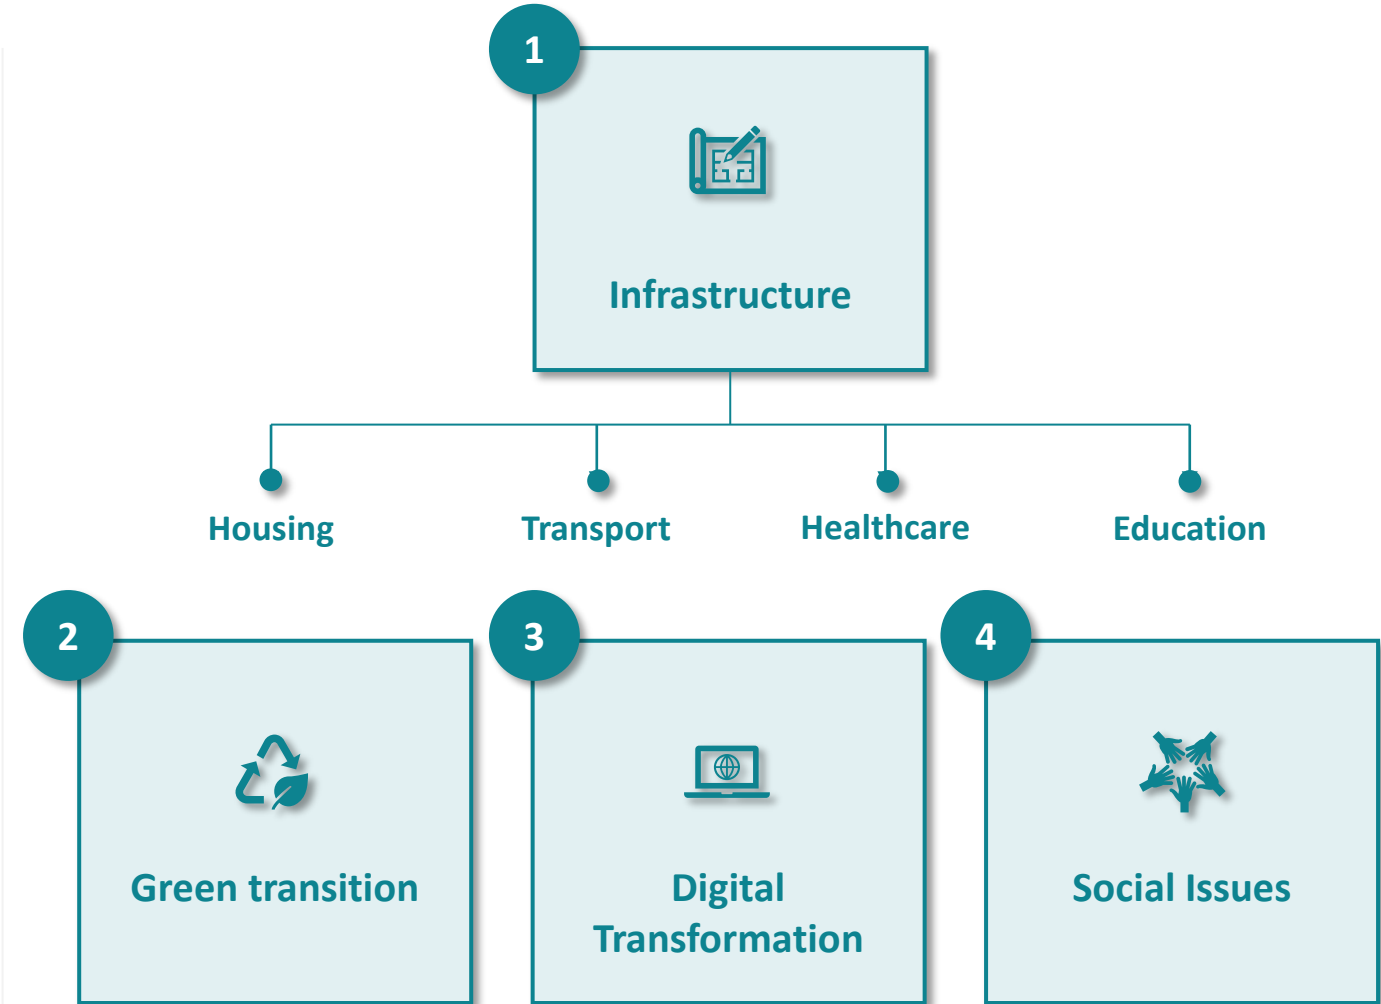 1
Infrastructure
Housing
Transport
Healthcare
Education
2
Green transition
3
Digital
Transformation
4
Social Issues